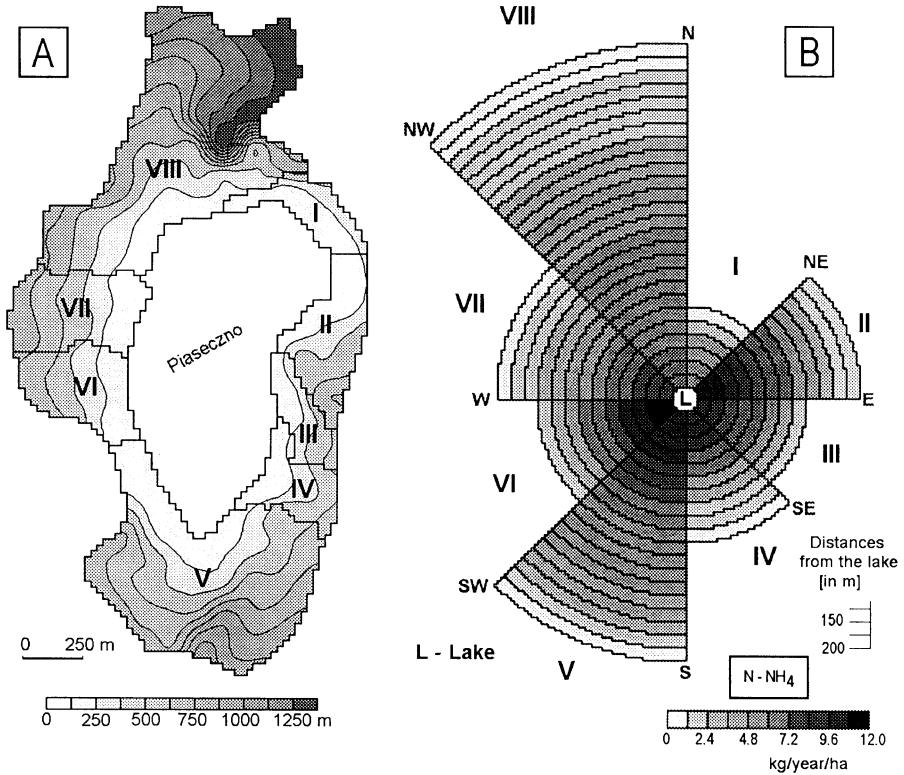 A
VIII
I
VII
II
Piaseczno
VI
III
IV
V
0 250 m
0 250 500 750 1000 1250 m
VIII
B
N
NW
NE
I
II
VII
W
L
E
III
VI
SE
IV
SW
Distances
from the lake
[in m]
150
200
L - Lake
V
S
N - NH₄
0 2.4 4.8 7.2 9.6 12.0
kg/year/ha